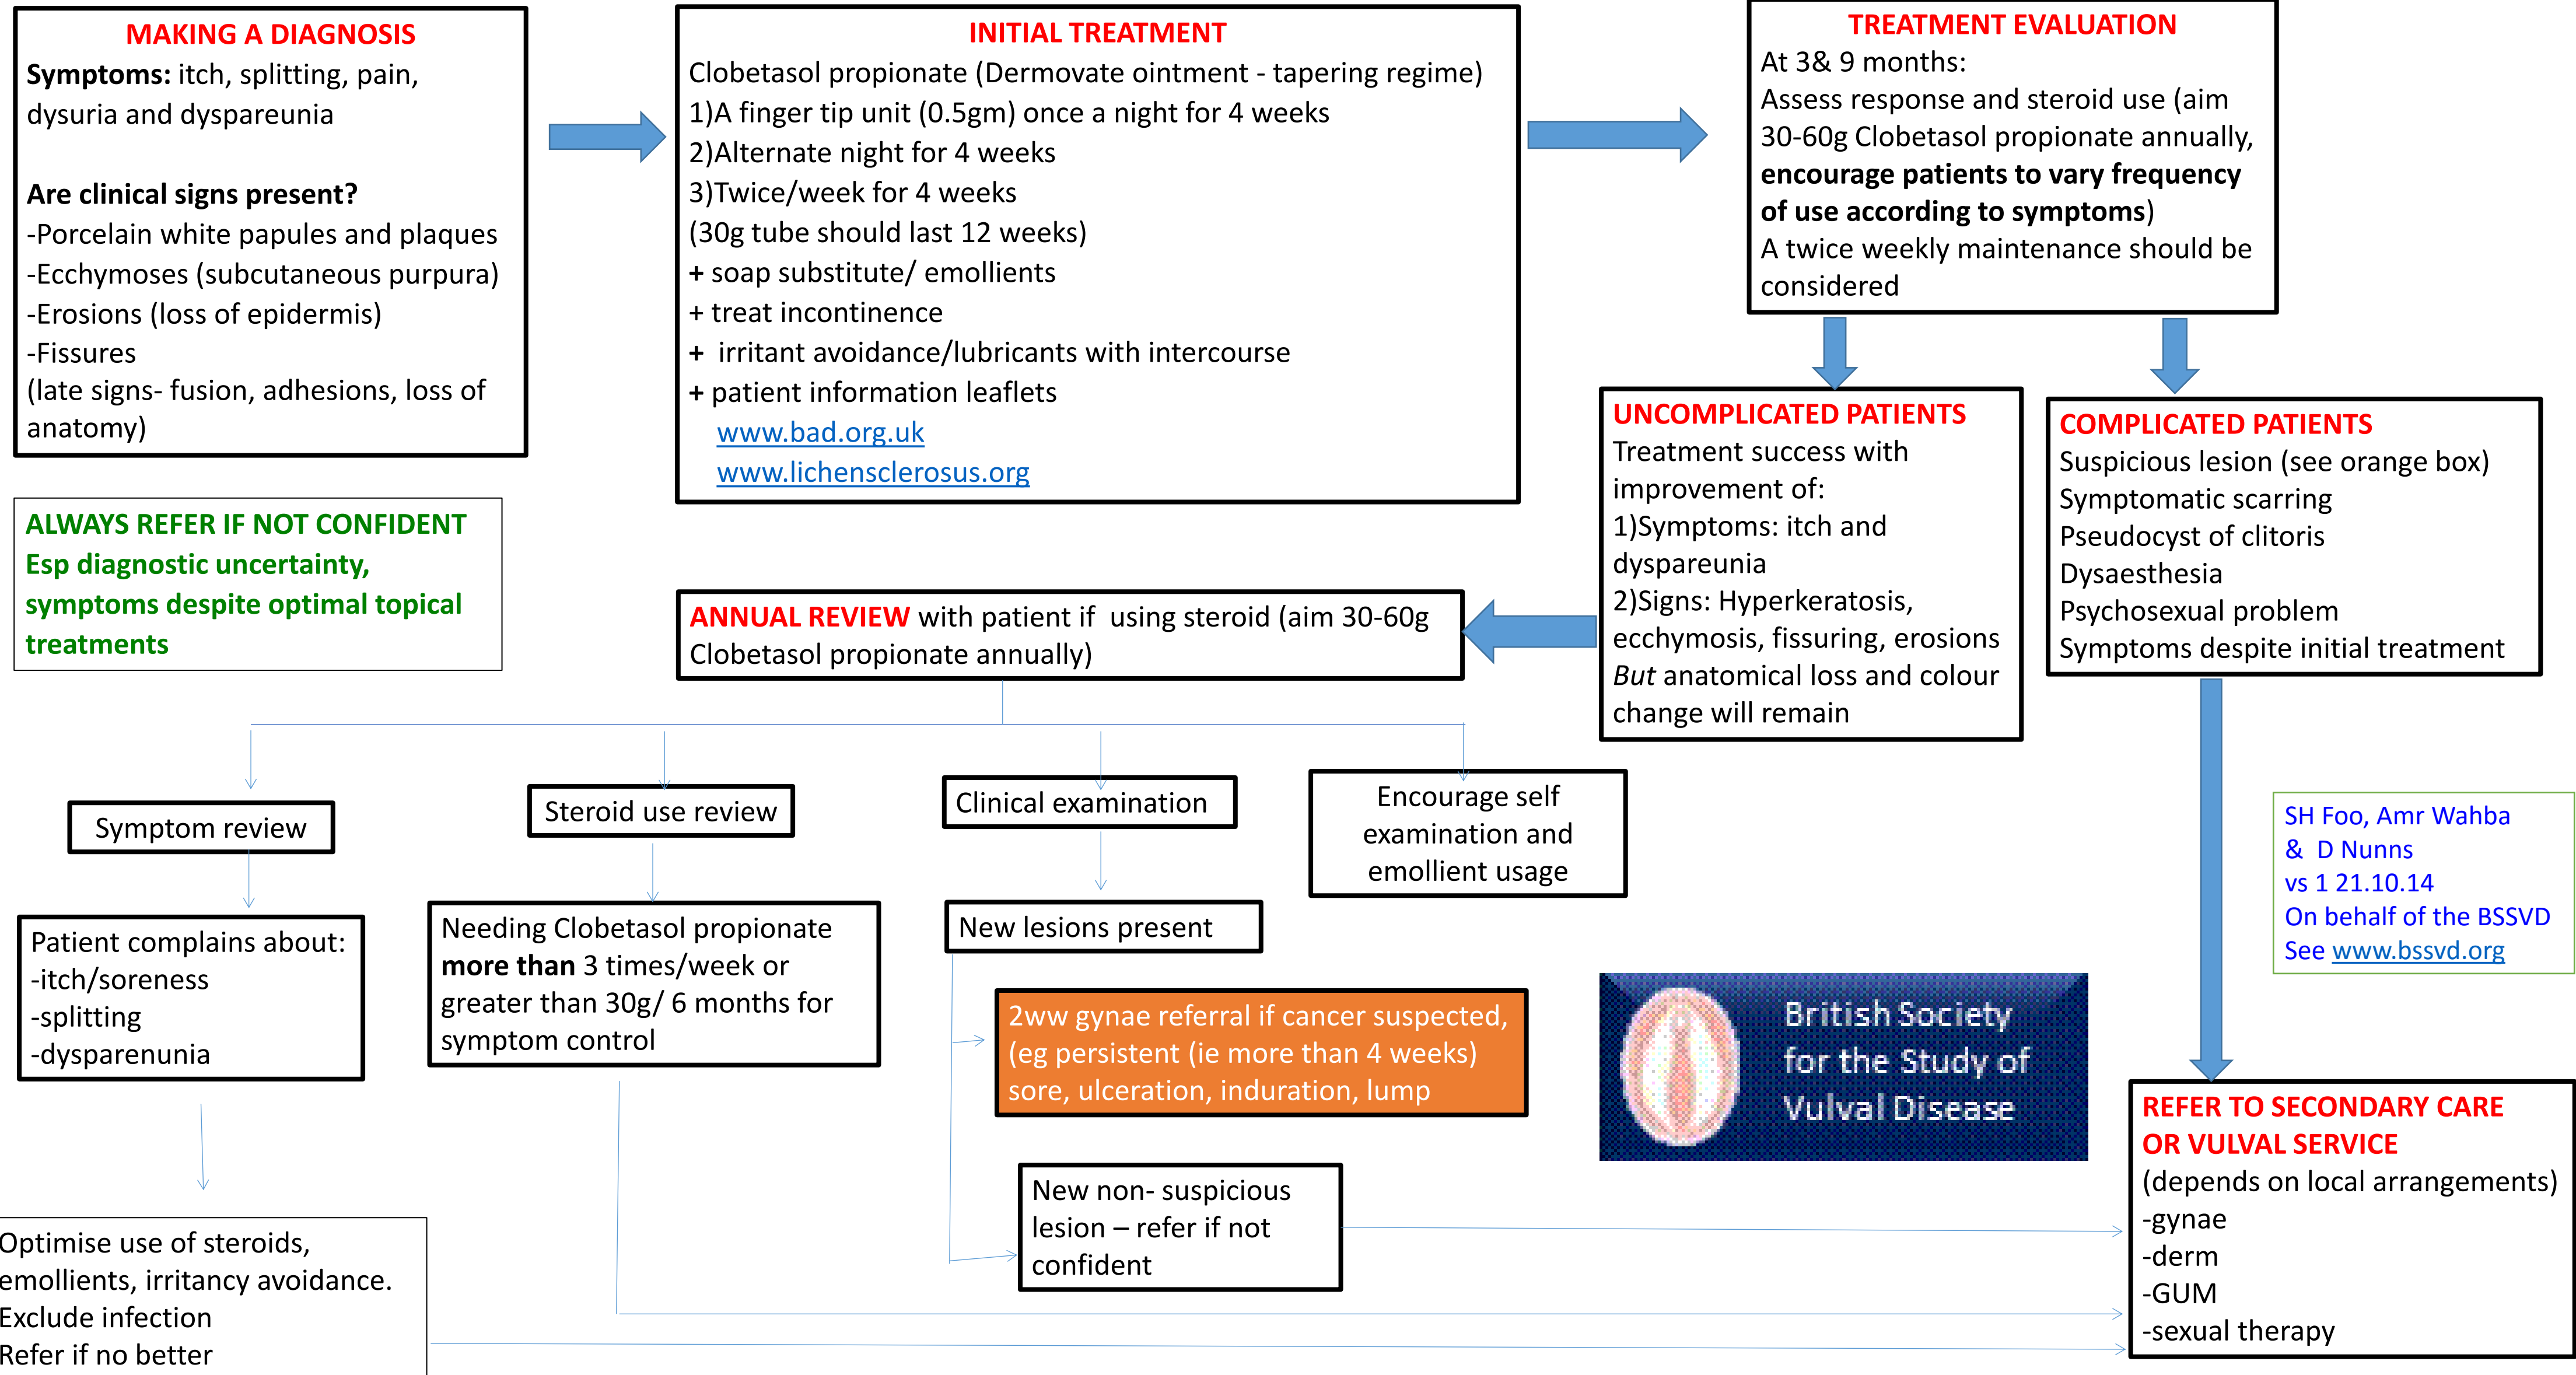 MAKING A DIAGNOSIS
Symptoms: itch, splitting, pain,
dysuria and dyspareunia
Are clinical signs present?
-Porcelain white papules and plaques
-Ecchymoses (subcutaneous purpura)
-Erosions (loss of epidermis)
-Fissures
(late signs- fusion, adhesions, loss of
anatomy)
INITIAL TREATMENT
Clobetasol propionate (Dermovate ointment - tapering regime)
1)A finger tip unit (0.5gm) once a night for 4 weeks
2)Alternate night for 4 weeks
3)Twice/week for 4 weeks
(30g tube should last 12 weeks)
+ soap substitute/ emollients
+ treat incontinence
+ irritant avoidance/lubricants with intercourse
+ patient information leaflets
www.bad.org.uk
www.lichensclerosus.org
TREATMENT EVALUATION
At 3& 9 months:
Assess response and steroid use (aim
30-60g Clobetasol propionate annually,
encourage patients to vary frequency
of use according to symptoms)
A twice weekly maintenance should be
considered
UNCOMPLICATED PATIENTS
Treatment success with
improvement of:
1)Symptoms: itch and
dyspareunia
2)Signs: Hyperkeratosis,
ecchymosis, fissuring, erosions
But anatomical loss and colour
change will remain
COMPLICATED PATIENTS
Suspicious lesion (see orange box)
Symptomatic scarring
Pseudocyst of clitoris
Dysaesthesia
Psychosexual problem
Symptoms despite initial treatment
ALWAYS REFER IF NOT CONFIDENT
Esp diagnostic uncertainty,
symptoms despite optimal topical
treatments
ANNUAL REVIEW with patient if using steroid (aim 30-60g
Clobetasol propionate annually)
Symptom review
Steroid use review
Clinical examination
Encourage self
examination and
emollient usage
Patient complains about:
-itch/soreness
-splitting
-dysparenunia
Needing Clobetasol propionate
more than 3 times/week or
greater than 30g/ 6 months for
symptom control
New lesions present
2ww gynae referral if cancer suspected,
(eg persistent (ie more than 4 weeks)
sore, ulceration, induration, lump
New non- suspicious
lesion – refer if not
confident
Optimise use of steroids,
emollients, irritancy avoidance.
Exclude infection
Refer if no better
SH Foo, Amr Wahba
& D Nunns
vs 1 21.10.14
On behalf of the BSSVD
See www.bssvd.org
British Society
for the Study of
Vulval Disease
REFER TO SECONDARY CARE
OR VULVAL SERVICE
(depends on local arrangements)
-gynae
-derm
-GUM
-sexual therapy